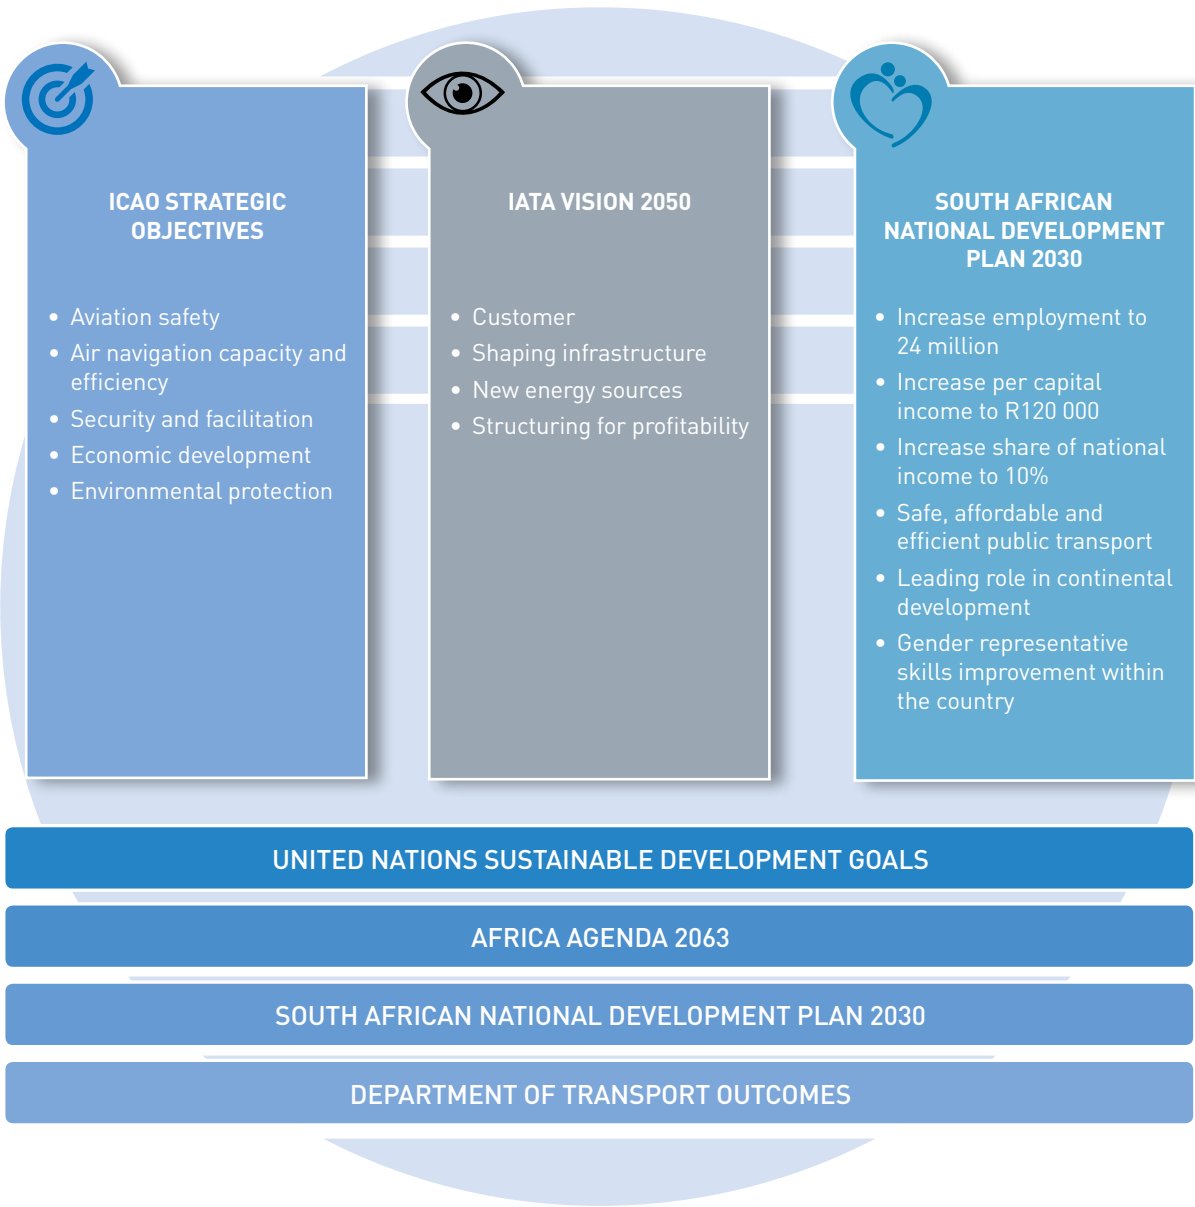 ICAO STRATEGIC
OBJECTIVES
• Aviation safety
• Air navigation capacity and
efficiency
• Security and facilitation
• Economic development
• Environmental protection
IATA VISION 2050
• Customer
• Shaping infrastructure
• New energy sources
• Structuring for profitability
SOUTH AFRICAN
NATIONAL DEVELOPMENT
PLAN 2030
• Increase employment to
24 million
• Increase per capital
income to R120 000
• Increase share of national
income to 10%
• Safe, affordable and
efficient public transport
• Leading role in continental
development
• Gender representative
skills improvement within
the country
UNITED NATIONS SUSTAINABLE DEVELOPMENT GOALS
AFRICA AGENDA 2063
SOUTH AFRICAN NATIONAL DEVELOPMENT PLAN 2030
DEPARTMENT OF TRANSPORT OUTCOMES